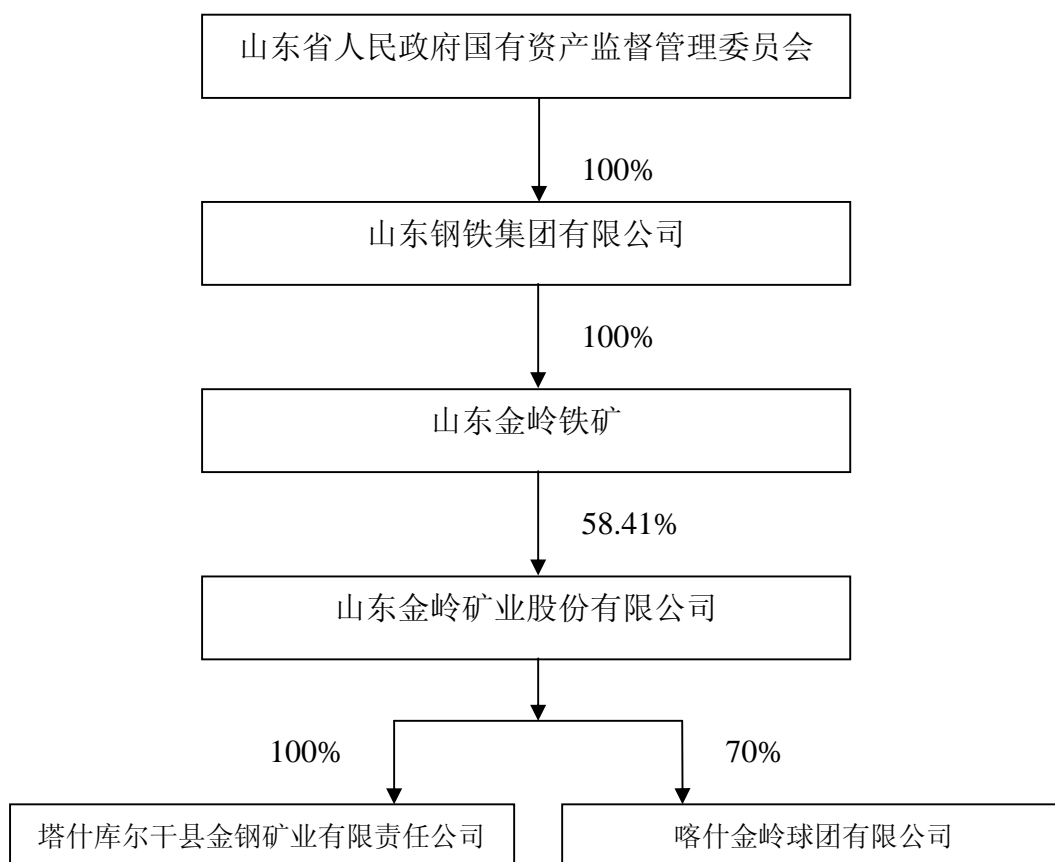 山东省人民政府国有资产监督管理委员会
100%
山东钢铁集团有限公司
100%
山东金岭铁矿
58.41%
山东金岭矿业股份有限公司
100%
70%
塔什库尔干县金钢矿业有限责任公司
喀什金岭球团有限公司